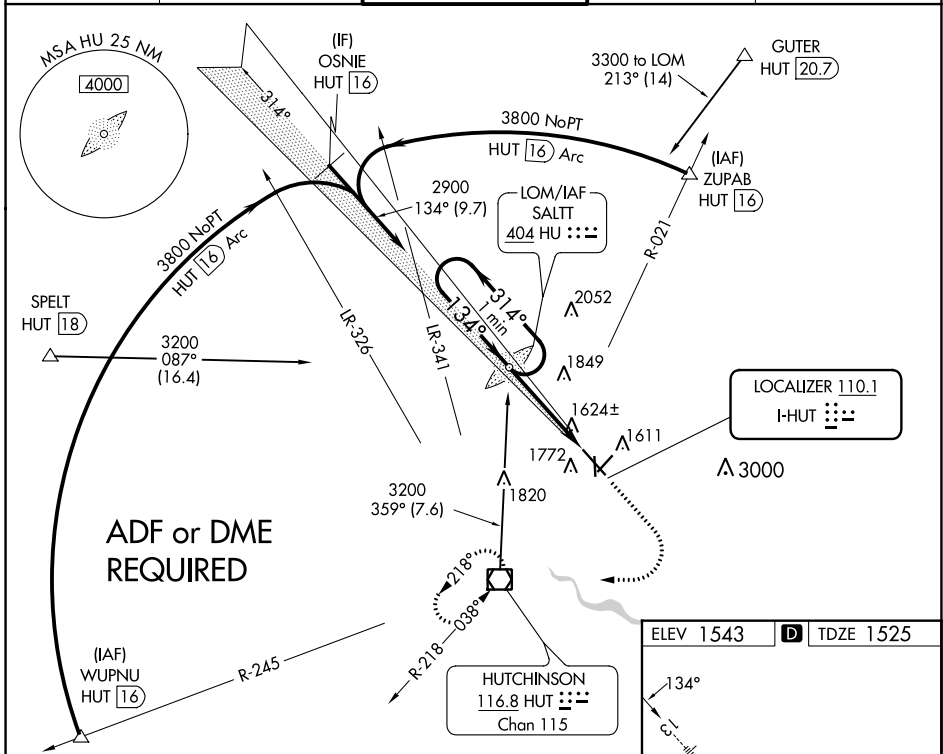 MSA HU 25 NM
4000
(IF)
OSNIE
HUT 16
314°
3300 to LOM
213° (14)
GUTER
HUT 20.7
3800 NoPT
HUT 16 Arc
(IAF)
ZUPAB
HUT 16
2900
134° (9.7)
LOM/IAF
SALTT
404 HU
R-021
3800 NoPT
HUT 16 Arc
SPELT
HUT 18
3200
087°
(16.4)
LR-326
LR-341
134°
314°
1 min
2052
1849
1624±
1772
1611
3000
LOCALIZER 110.1
I-HUT
1820
3200
359° (7.6)
ADF or DME
REQUIRED
218°
038°
R-218
(IAF)
WUPNU
HUT 16
R-245
HUTCHINSON
116.8 HUT
Chan 115
ELEV 1543 D TDZE 1525
134°
13